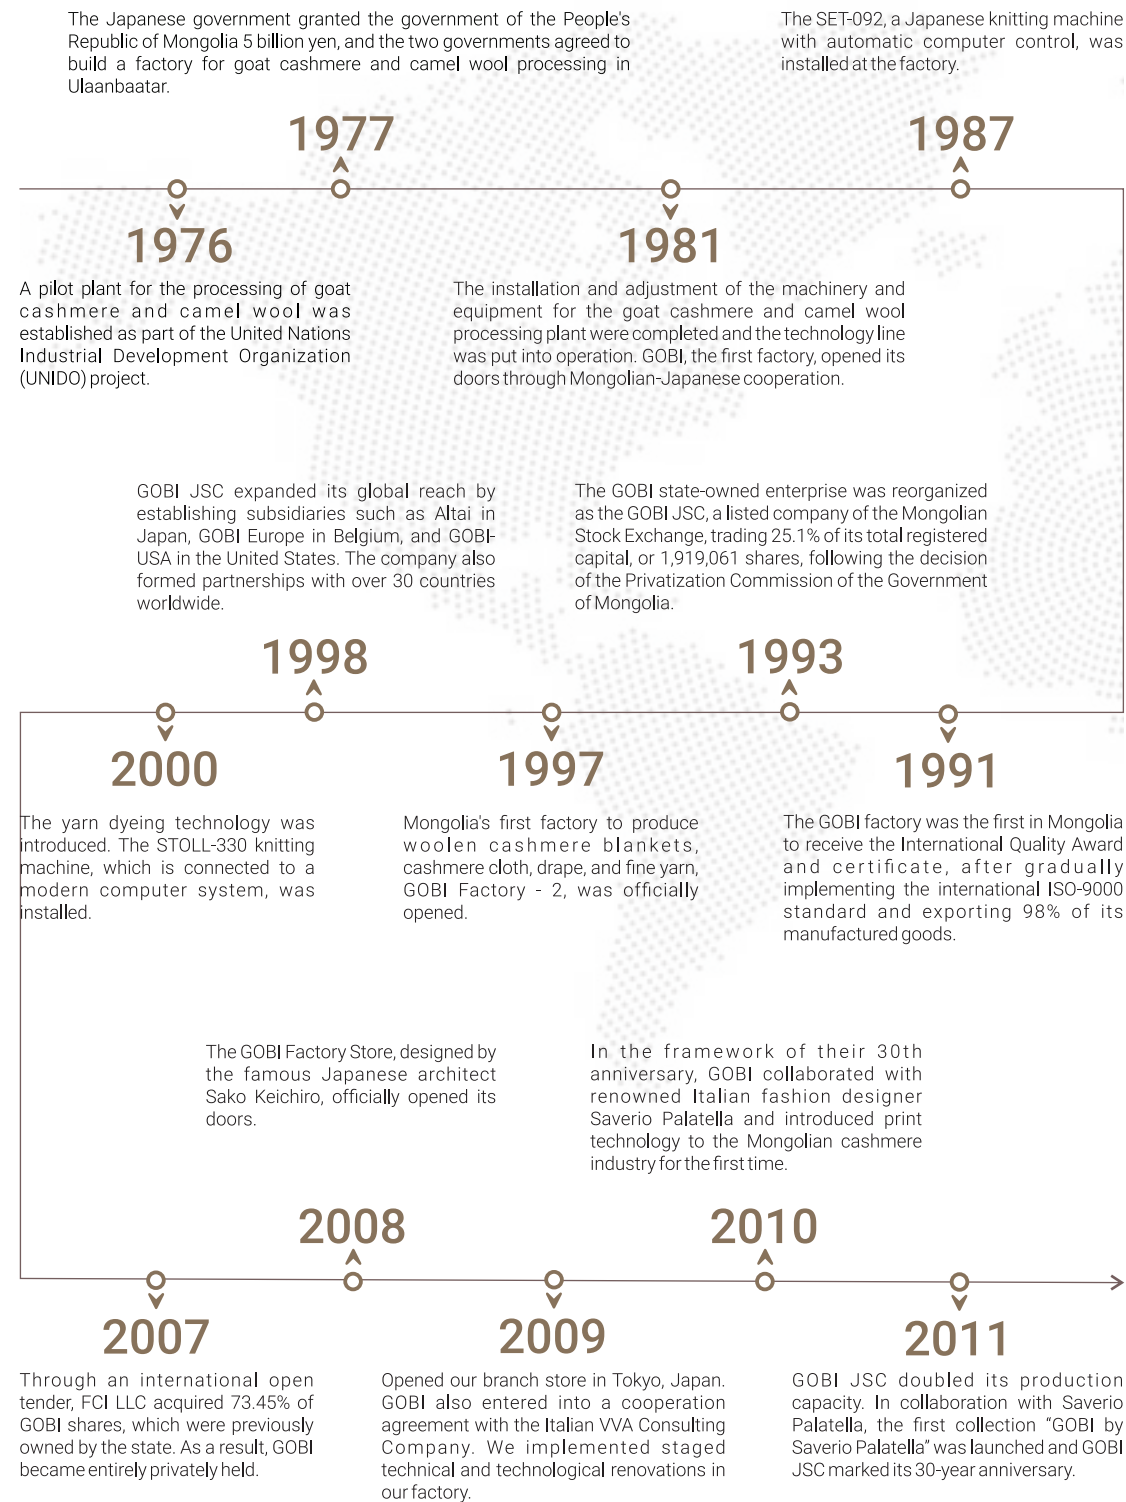 The Japanese government granted the government of the People's
Republic of Mongolia 5 billion yen, and the two governments agreed to
build a factory for goat cashmere and camel wool processing in
Ulaanbaatar.
1977
The SET-092, a Japanese knitting machine
with automatic computer control, was
installed at the factory.
1987
1976
A pilot plant for the processing of goat
cashmere and camel wool was
established as part of the United Nations
Industrial Development Organization
(UNIDO) project.
1981
The installation and adjustment of the machinery and
equipment for the goat cashmere and camel wool
processing plant were completed and the technology line
was put into operation. GOBI, the first factory, opened its
doors through Mongolian-Japanese cooperation.
GOBI JSC expanded its global reach by
establishing subsidiaries such as Altai in
Japan, GOBI Europe in Belgium, and GOBI-
USA in the United States. The company also
formed partnerships with over 30 countries
worldwide.
1998
The GOBI state-owned enterprise was reorganized
as the GOBI JSC, a listed company of the Mongolian
Stock Exchange, trading 25.1% of its total registered
capital, or 1,919,061 shares, following the decision
of the Privatization Commission of the Government
of Mongolia.
1993
2000
The yarn dyeing technology was
introduced. The STOLL-330 knitting
machine, which is connected to a
modern computer system, was
installed.
1997
Mongolia's first factory to produce
woolen cashmere blankets,
cashmere cloth, drape, and fine yarn,
GOBI Factory - 2, was officially
opened.
1991
The GOBI factory was the first in Mongolia
to receive the International Quality Award
and certificate, after gradually
implementing the international ISO-9000
standard and exporting 98% of its
manufactured goods.
The GOBI Factory Store, designed by
the famous Japanese architect
Sako Keichiro, officially opened its
doors.
2008
In the framework of their 30th
anniversary, GOBI collaborated with
renowned Italian fashion designer
Saverio Palatella and introduced print
technology to the Mongolian cashmere
industry for the first time.
2010
2007
Through an international open
tender, FCI LLC acquired 73.45% of
GOBI shares, which were previously
owned by the state. As a result, GOBI
became entirely privately held.
2009
Opened our branch store in Tokyo, Japan.
GOBI also entered into a cooperation
agreement with the Italian VVA Consulting
Company. We implemented staged
technical and technological renovations in
our factory.
2011
GOBI JSC doubled its production
capacity. In collaboration with Saverio
Palatella, the first collection “GOBI by
Saverio Palatella” was launched and GOBI
JSC marked its 30-year anniversary.